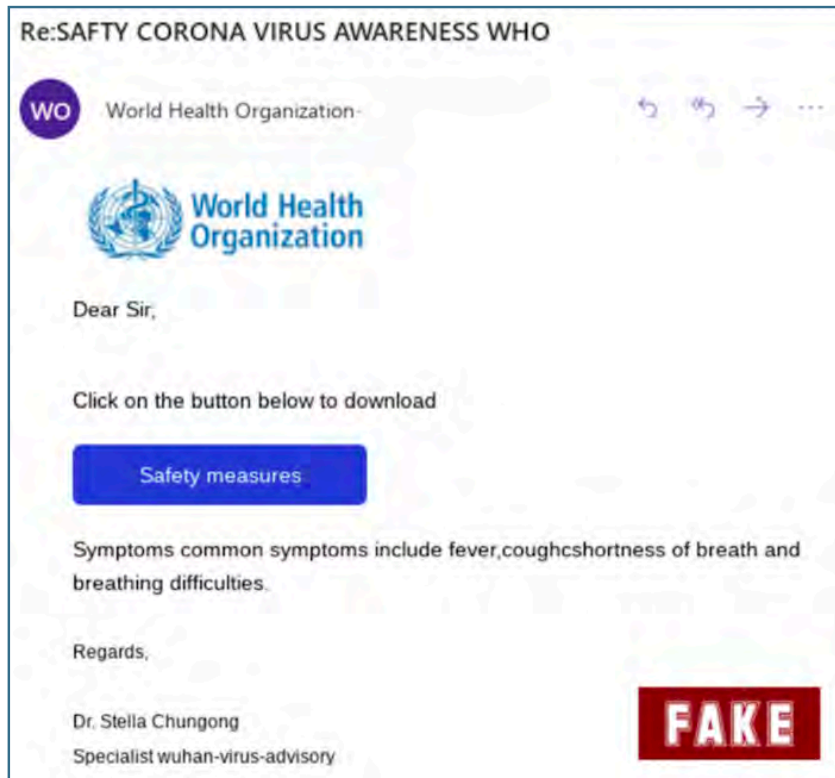 Re:SAFTY CORONA VIRUS AWARENESS WHO
WO
World Health Organization-
World Health
Organization
Dear Sir,
Click on the button below to download
Safety measures
Symptoms common symptoms include fever,coughcshortness of breath and
breathing difficulties.
Regards,
Dr. Stella Chungong
Specialist wuhan-virus-advisory
FAKE